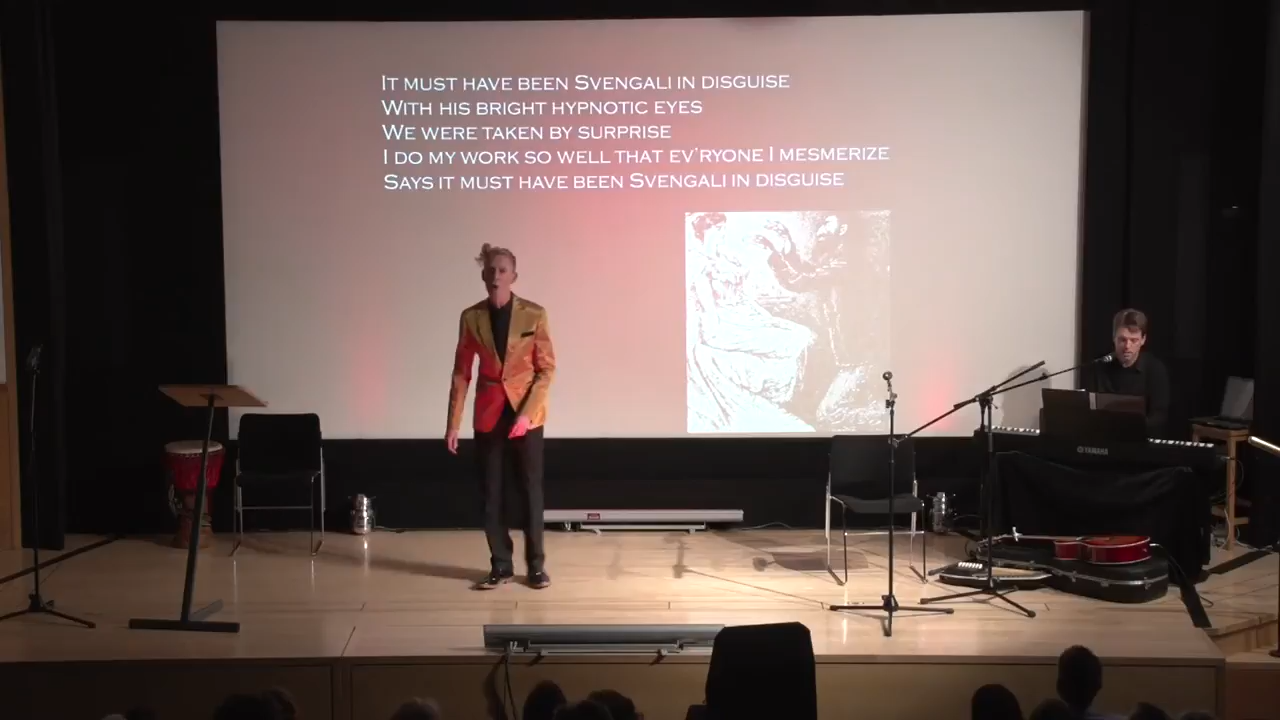 It must have been Svengali in disguise
With his bright hypnotic eyes
We were taken by surprise
I do my work so well that ev'ryone I mesmerize
Says it must have been Svengali in disguise
YAMAHA